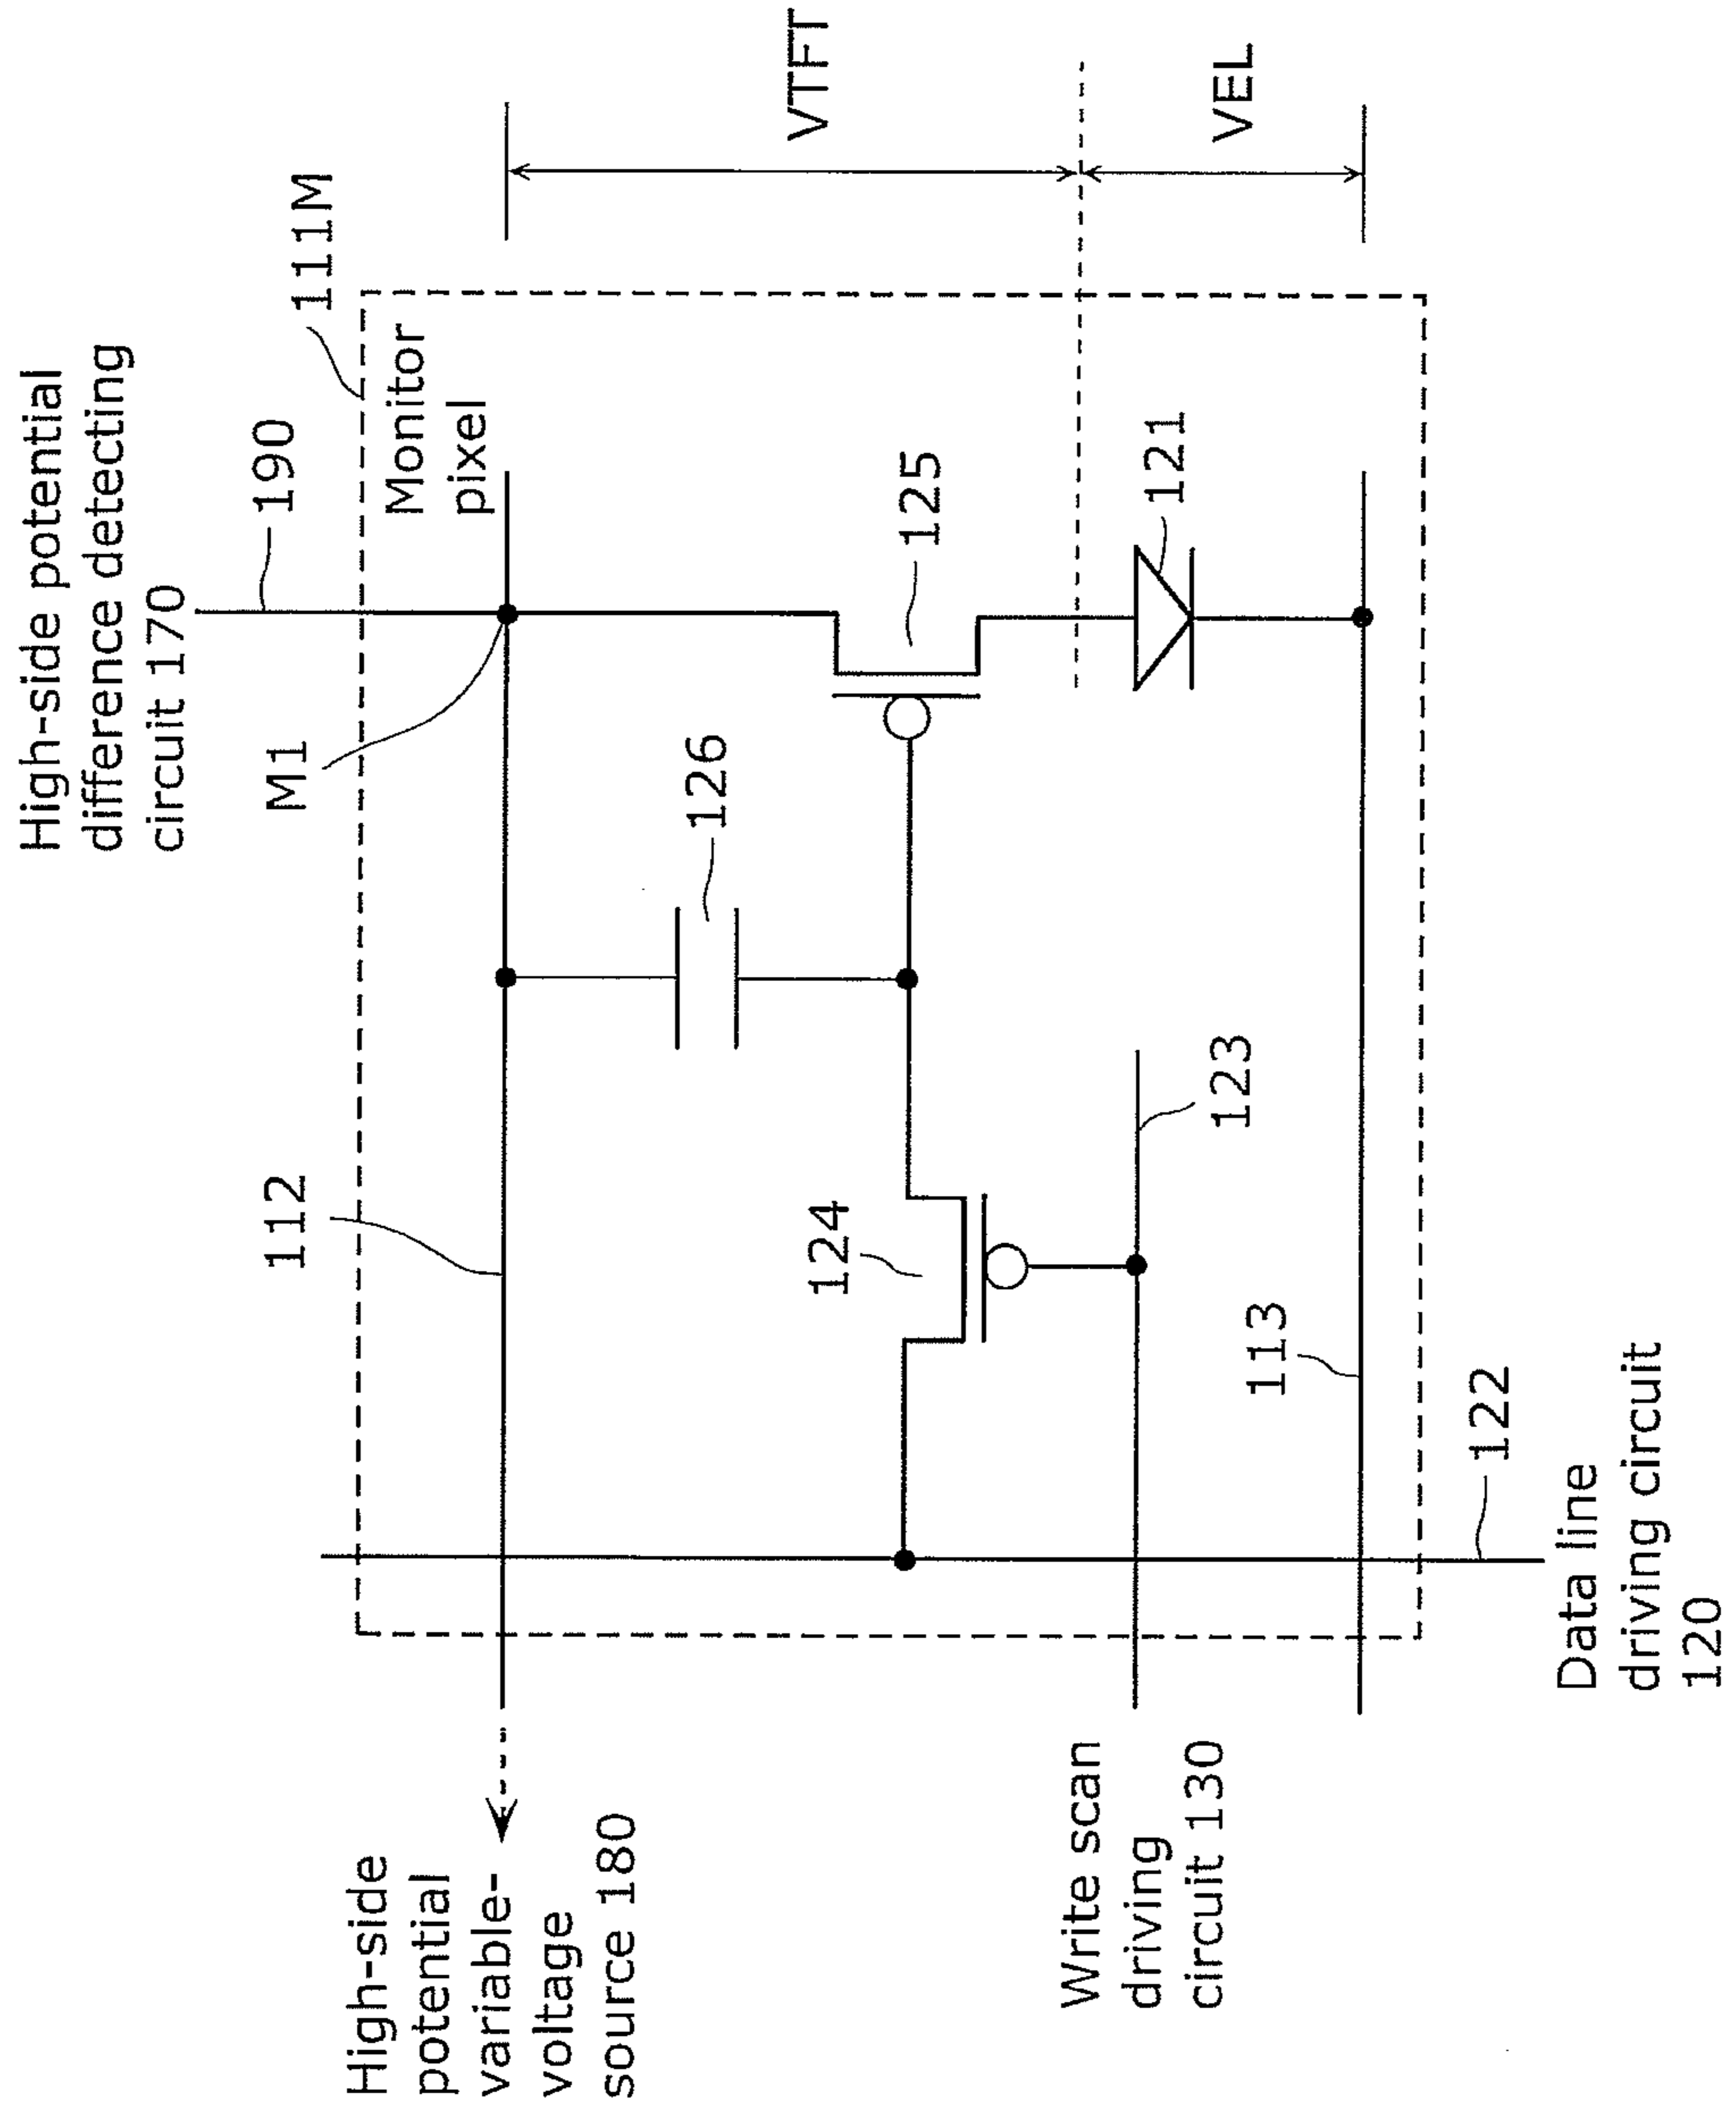 High-side potential
difference detecting
circuit 170
190
111M
M1
Monitor
pixel
112
126
125
VTFT
124
121
VEL
123
113
122
High-side
potential
variable-
voltage
source 180
Write scan
driving
circuit 130
Data line
driving circuit
120